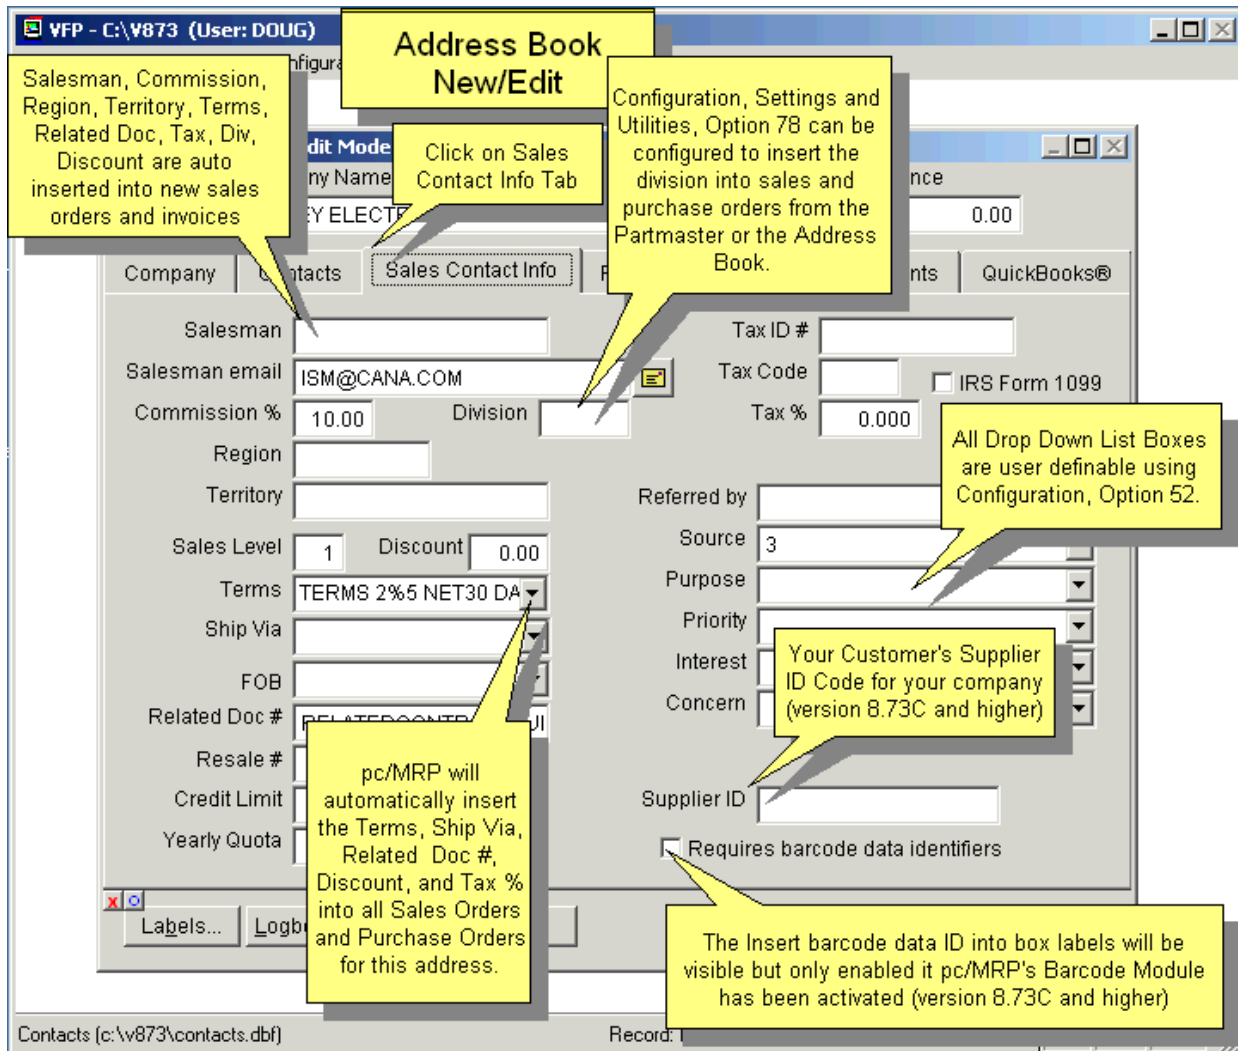 VFP - C:\V873 (User: DOUG)
Address Book
New/Edit
Salesman, Commission,
Region, Territory, Terms,
Related Doc, Tax, Div,
Discount are auto
inserted into new sales
orders and invoices
Click on Sales
Contact Info Tab
Configuration, Settings and
Utilities, Option 78 can be
configured to insert the
division into sales and
purchase orders from the
Partmaster or the Address
Book.
dit Mode
0.00
Company
Sales Contact Info
QuickBooks®
Salesman
Tax ID #
Salesman email ISM@CANA.COM
Tax Code
IRS Form 1099
Commission % 10.00 Division
Tax % 0.000
Region
All Drop Down List Boxes
are user definable using
Configuration, Option 52.
Territory
Referred by
Sales Level 1 Discount 0.00
Source 3
Terms TERMS 2%5 NET30 DA
Purpose
Ship Via
Priority
FOB
Interest
Your Customer's Supplier
ID Code for your company
(version 8.73C and higher)
Related Doc #
Concern
Resale #
pc/MRP will
automatically insert
the Terms, Ship Via,
Related Doc #,
Discount, and Tax %
into all Sales Orders
and Purchase Orders
for this address.
Credit Limit
Supplier ID
Yearly Quota
Requires barcode data identifiers
Labels...
The Insert barcode data ID into box labels will be
visible but only enabled it pc/MRP's Barcode Module
has been activated (version 8.73C and higher)
Contacts (c:\v873\contacts.dbf)
Record: